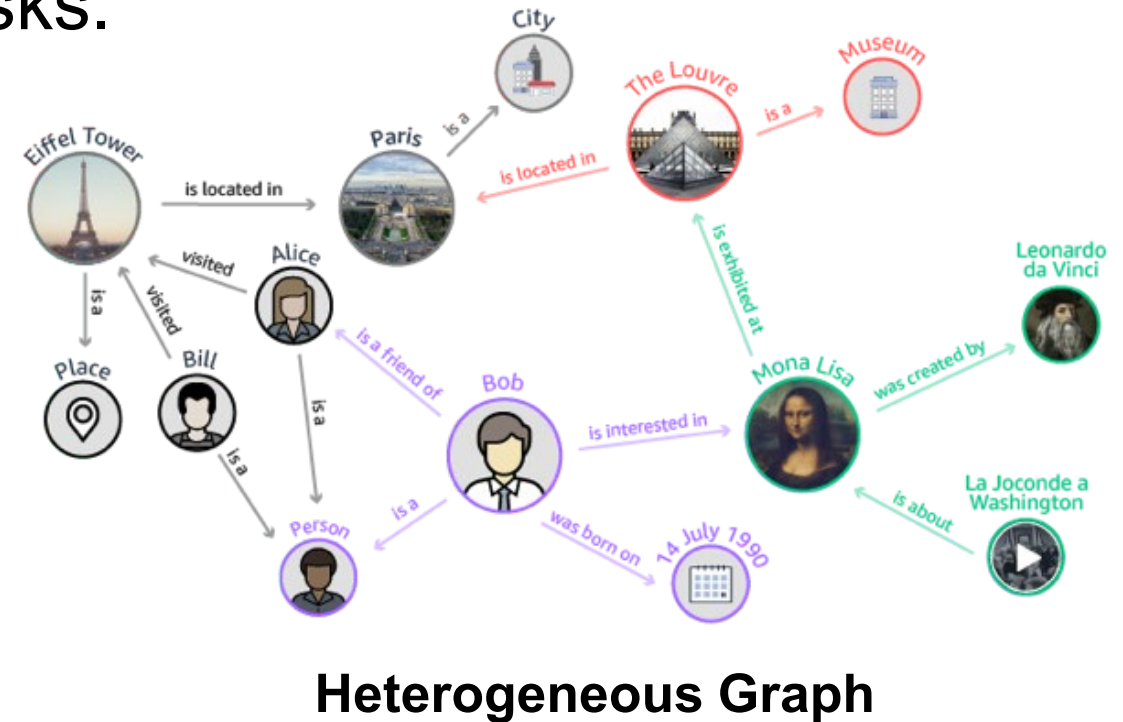 sks:
City
The Louvre
Museum
is a
is a
Eiffel Tower
Paris
is located in
is located in
Alice
visited
visited
is exhibited at
Leonardo
da Vinci
is a
Place
Bill
is a friend of
Bob
Mona Lisa
was created by
is a
is interested in
is a
La Joconde a
Washington
is about
Person
is a
was born on
14 July 1990
Heterogeneous Graph